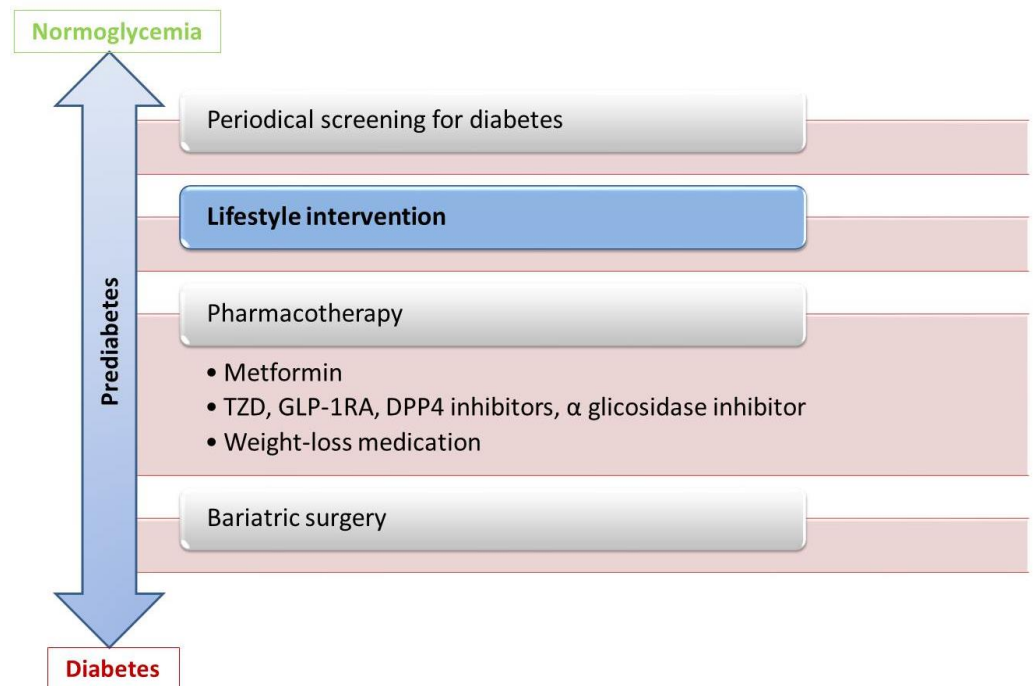 Normoglycemia
Periodical screening for diabetes
Lifestyle intervention
Prediabetes
Pharmacotherapy
• Metformin
• TZD, GLP-1RA, DPP4 inhibitors, α glicosidase inhibitor
• Weight-loss medication
Bariatric surgery
Diabetes